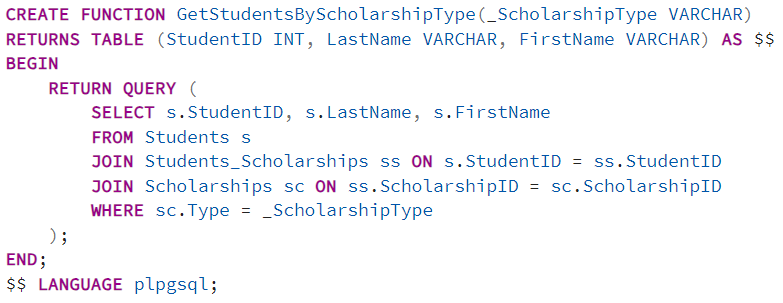 CREATE FUNCTION GetStudentsByScholarshipType(_ScholarshipType VARCHAR)
RETURNS TABLE (StudentID INT, LastName VARCHAR, FirstName VARCHAR) AS $$
BEGIN
    RETURN QUERY (
        SELECT s.StudentID, s.LastName, s.FirstName
        FROM Students s
        JOIN Students_Scholarships ss ON s.StudentID = ss.StudentID
        JOIN Scholarships sc ON ss.ScholarshipID = sc.ScholarshipID
        WHERE sc.Type = _ScholarshipType
    );
END;
$$ LANGUAGE plpgsql;